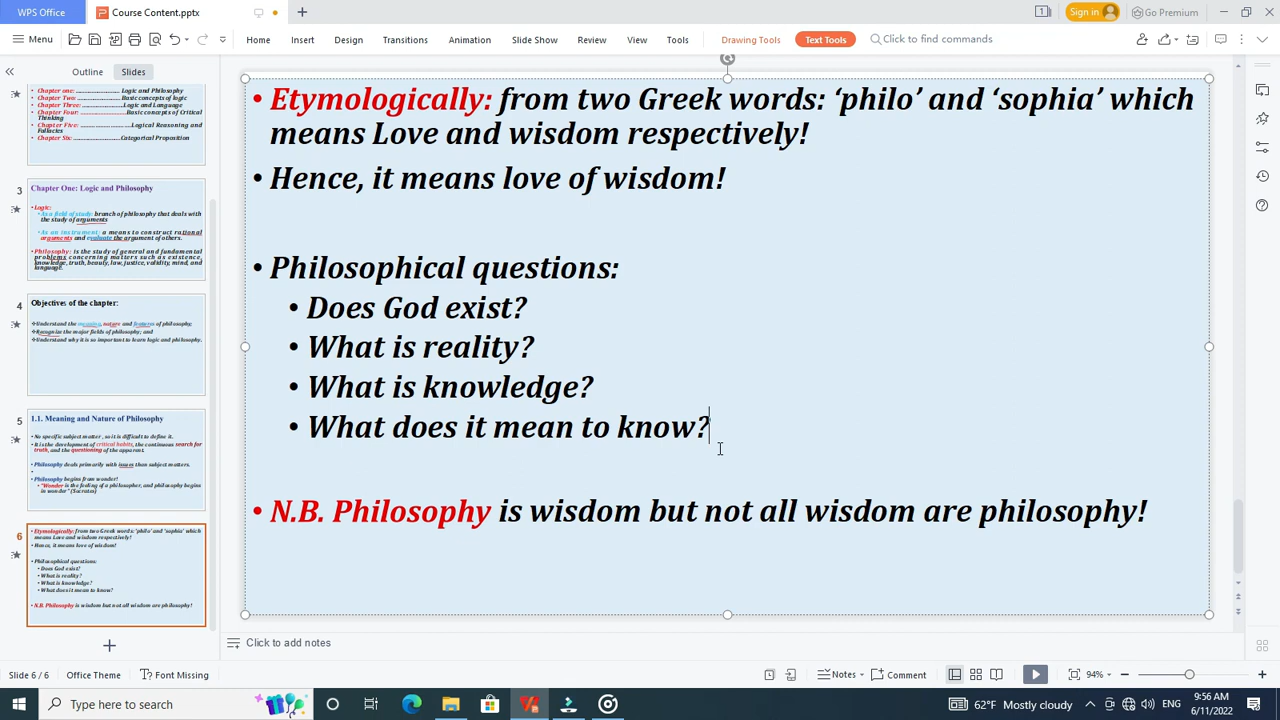 WPS Office
Course Content.pptx
Sign in
Go Premium
Menu
Home
Insert
Design
Transitions
Animation
Slide Show
Review
View
Tools
Drawing Tools
Text Tools
Click to find commands
Outline
Slides
• Chapter one: .................... Logic and Philosophy
• Chapter Two: .................. Basic concepts of logic
• Chapter Three: ....................Logic and Language
• Chapter Four: ....................Basic concepts of Critical
Thinking
• Chapter Five: .........................Logical Reasoning and
Fallacies
• Chapter Six: .......................Categorical Proposition
3
Chapter One: Logic and Philosophy
• Logic:
• As a field of study: branch of philosophy that deals with
the study of arguments
• As an instrument: a means to construct rational
arguments and evaluate the argument of others.
• Philosophy: is the study of general and fundamental
problems concerning matters such as existence,
knowledge, truth, beauty, law, justice, validity, mind, and
language.
4
Objectives of the chapter:
❖Understand the meaning, nature and features of philosophy;
❖Recognize the major fields of philosophy; and
❖Understand why it is so important to learn logic and philosophy.
5
1.1. Meaning and Nature of Philosophy
• No specific subject matter , so it is difficult to define it.
• It is the development of critical habits, the continuous search for
truth, and the questioning of the apparent.
• Philosophy deals primarily with issues than subject matters.
•
• Philosophy begins from wonder!
• "Wonder is the feeling of a philosopher, and philosophy begins
in wonder" (Socrates)
6
• Etymologically: from two Greek words: 'philo' and 'sophia' which
means Love and wisdom respectively!
• Hence, it means love of wisdom!
• Philosophical questions:
• Does God exist?
• What is reality?
• What is knowledge?
• What does it mean to know?
• N.B. Philosophy is wisdom but not all wisdom are philosophy!
• Etymologically: from two Greek words: ‘philo’ and ‘sophia’ which
means Love and wisdom respectively!
• Hence, it means love of wisdom!
• Philosophical questions:
• Does God exist?
• What is reality?
• What is knowledge?
• What does it mean to know?
• N.B. Philosophy is wisdom but not all wisdom are philosophy!
Click to add notes
Slide 6 / 6
Office Theme
Font Missing
Notes
Comment
94%
Type here to search
62°F Mostly cloudy
ENG
9:56 AM
6/11/2022